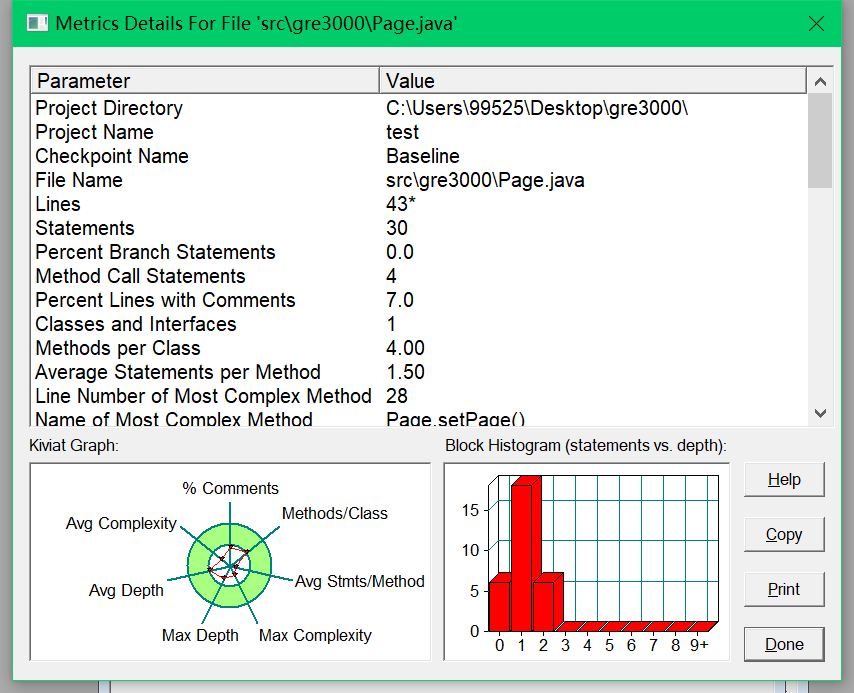 Metrics Details For File 'src\gre3000\Page.java'
Parameter Value
Project Directory C:\Users\99525\Desktop\gre3000\
Project Name test
Checkpoint Name Baseline
File Name src\gre3000\Page.java
Lines 43*
Statements 30
Percent Branch Statements 0.0
Method Call Statements 4
Percent Lines with Comments 7.0
Classes and Interfaces 1
Methods per Class 4.00
Average Statements per Method 1.50
Line Number of Most Complex Method 28
Name of Most Complex Method Page.setPage()
Kiviat Graph: Block Histogram (statements vs. depth):
% Comments
Methods/Class
Avg Complexity
Avg Stmts/Method
Avg Depth
Max Depth Max Complexity
15
10
5
0
0 1 2 3 4 5 6 7 8 9+
Help
Copy
Print
Done